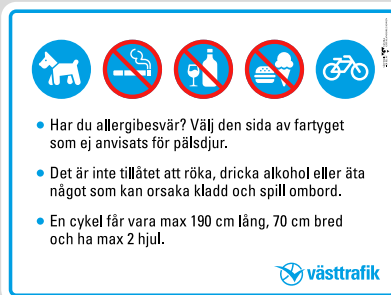 Har du allergibesvär? Välj den sida av fartyget
som ej anvisats för pälsdjur.
Det är inte tillåtet att röka, dricka alkohol eller äta
något som kan orsaka kladd och spill ombord.
En cykel får vara max 190 cm lång, 70 cm bred
och ha max 2 hjul.
västtrafik